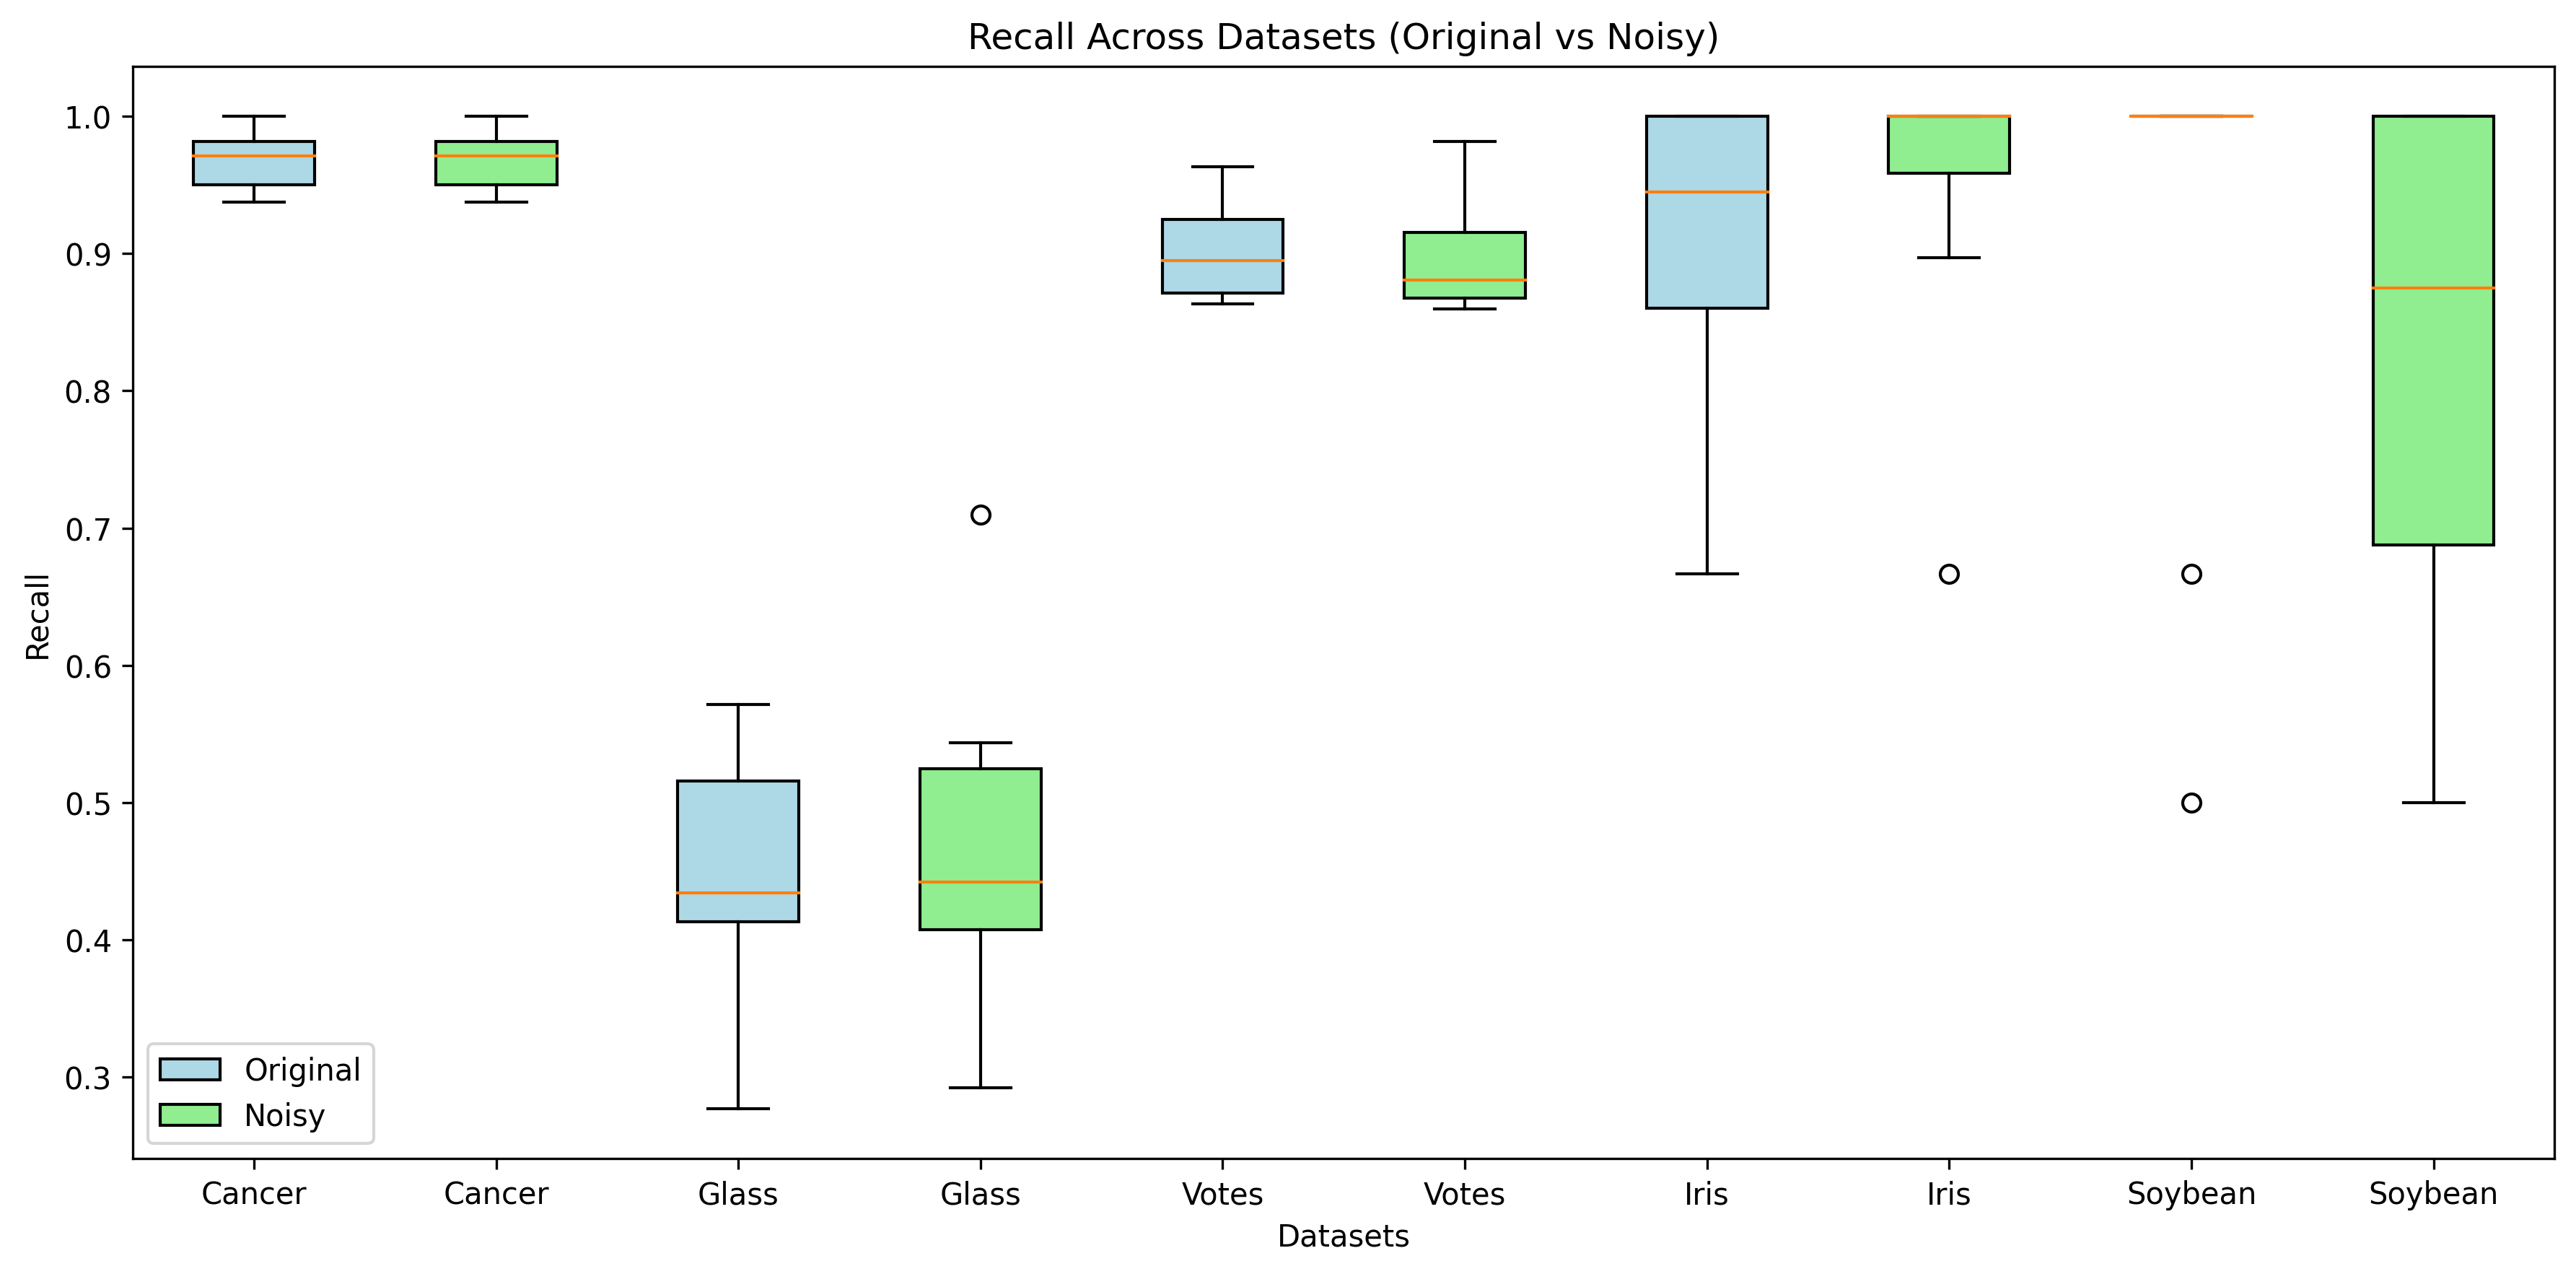 Recall Across Datasets (Original vs Noisy)
1.0
0.9
0.8
0.7
0.6
0.5
0.4
0.3
Recall
Original
Noisy
Cancer Cancer Glass Glass Votes Votes Iris Iris Soybean Soybean
Datasets